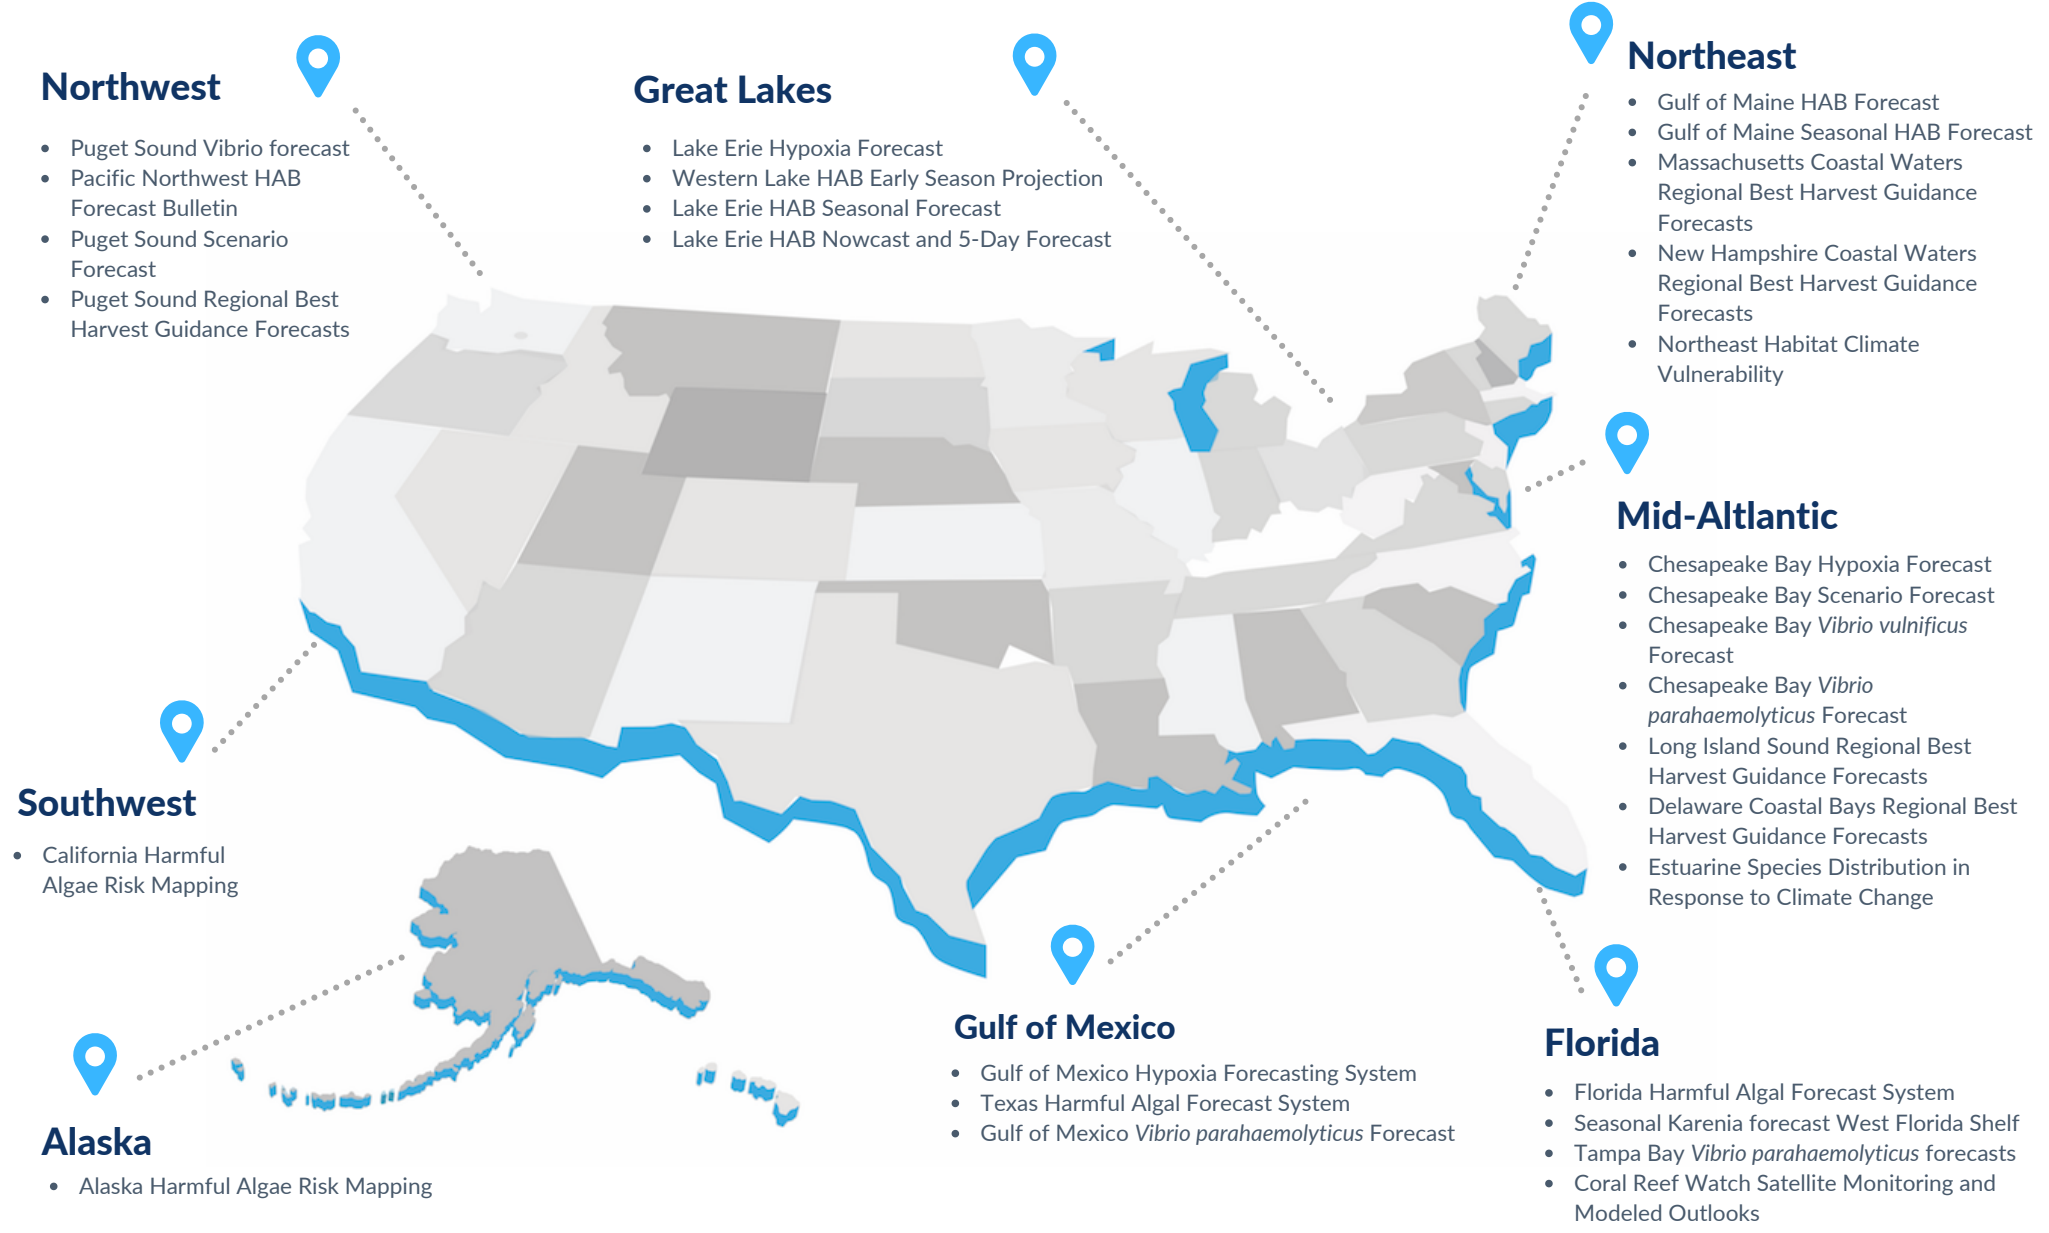 Northwest
• Puget Sound Vibrio forecast
• Pacific Northwest HAB
Forecast Bulletin
• Puget Sound Scenario
Forecast
• Puget Sound Regional Best
Harvest Guidance Forecasts
Great Lakes
• Lake Erie Hypoxia Forecast
• Western Lake HAB Early Season Projection
• Lake Erie HAB Seasonal Forecast
• Lake Erie HAB Nowcast and 5-Day Forecast
Northeast
• Gulf of Maine HAB Forecast
• Gulf of Maine Seasonal HAB Forecast
• Massachusetts Coastal Waters
Regional Best Harvest Guidance
Forecasts
• New Hampshire Coastal Waters
Regional Best Harvest Guidance
Forecasts
• Northeast Habitat Climate
Vulnerability
Mid-Altlantic
• Chesapeake Bay Hypoxia Forecast
• Chesapeake Bay Scenario Forecast
• Chesapeake Bay Vibrio vulnificus
Forecast
• Chesapeake Bay Vibrio
parahaemolyticus Forecast
• Long Island Sound Regional Best
Harvest Guidance Forecasts
• Delaware Coastal Bays Regional Best
Harvest Guidance Forecasts
• Estuarine Species Distribution in
Response to Climate Change
Southwest
• California Harmful
Algae Risk Mapping
Alaska
• Alaska Harmful Algae Risk Mapping
Gulf of Mexico
• Gulf of Mexico Hypoxia Forecasting System
• Texas Harmful Algal Forecast System
• Gulf of Mexico Vibrio parahaemolyticus Forecast
Florida
• Florida Harmful Algal Forecast System
• Seasonal Karenia forecast West Florida Shelf
• Tampa Bay Vibrio parahaemolyticus forecasts
• Coral Reef Watch Satellite Monitoring and
Modeled Outlooks